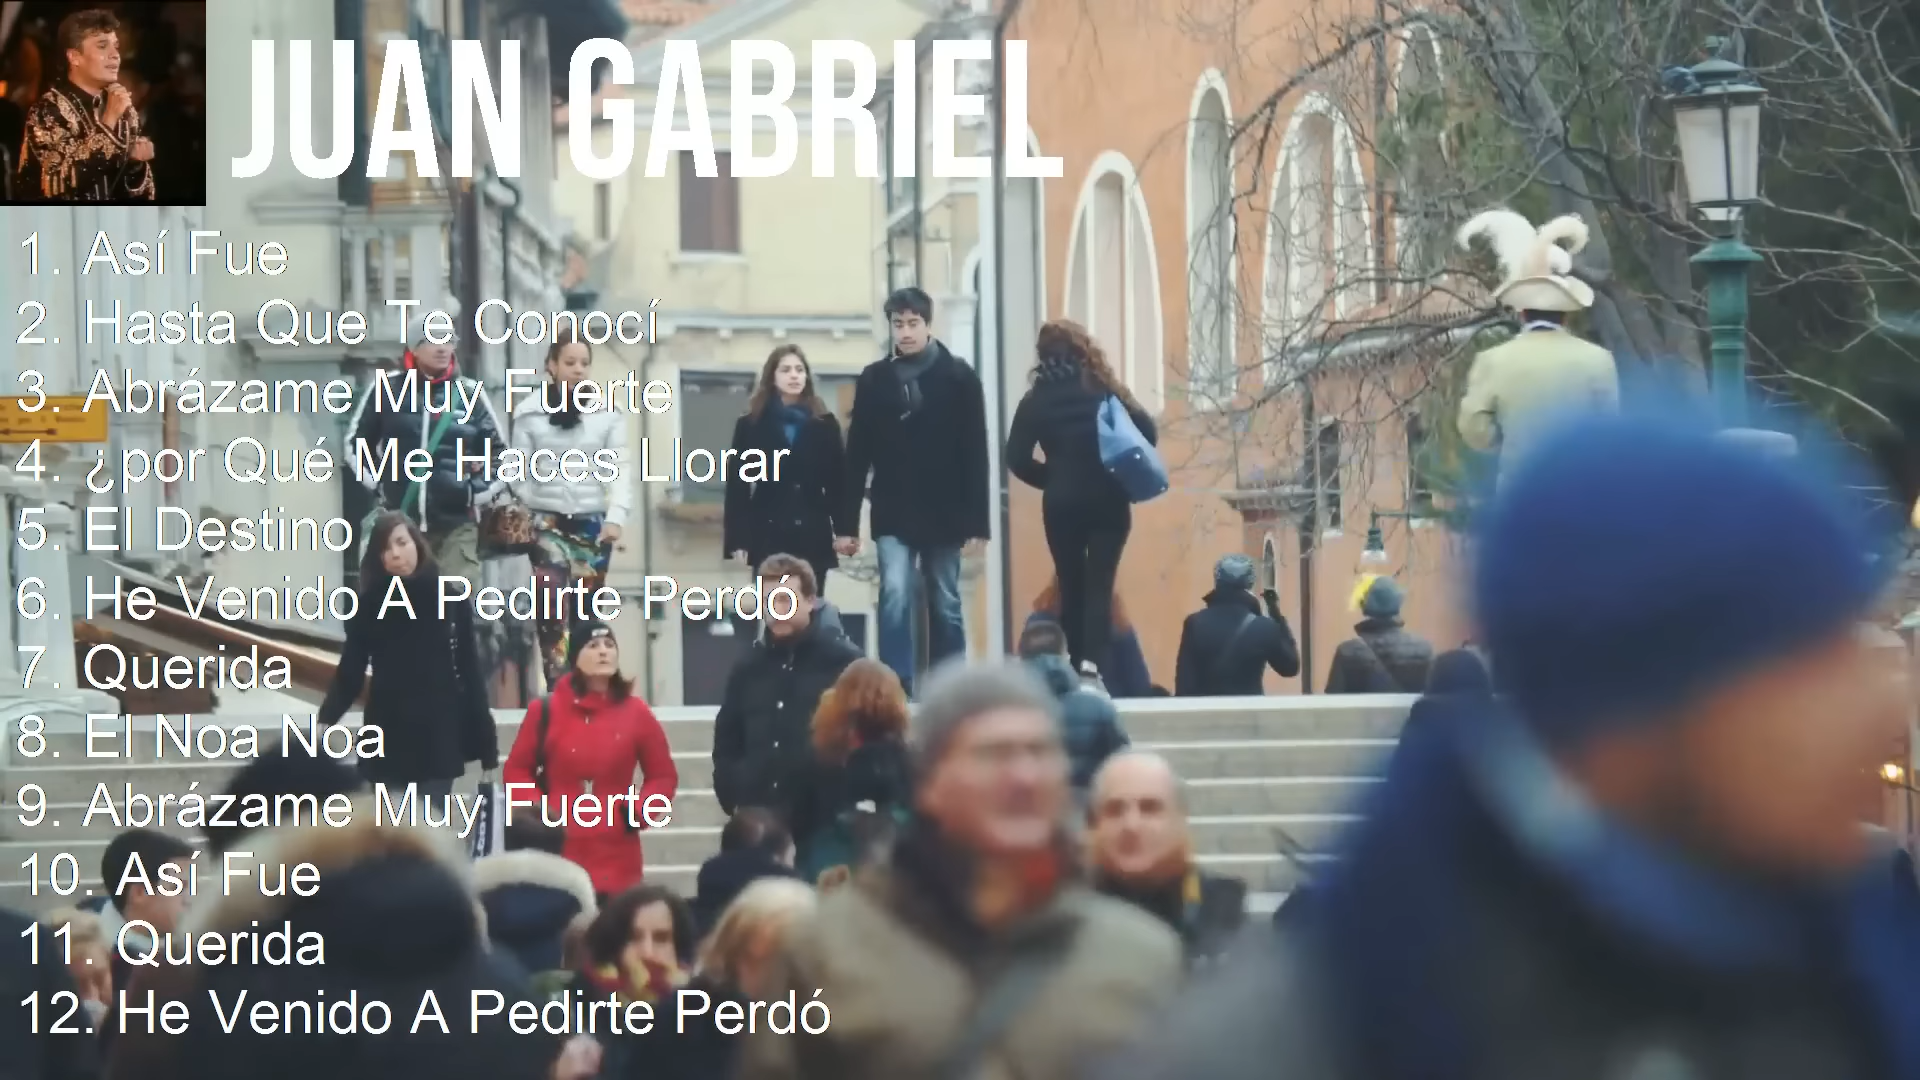 JUAN GABRIEL
1. Así Fue
2. Hasta Que Te Conocí
3. Abrázame Muy Fuerte
4. ¿por Qué Me Haces Llorar
5. El Destino
6. He Venido A Pedirte Perdó
7. Querida
8. El Noa Noa
9. Abrázame Muy Fuerte
10. Así Fue
11. Querida
12. He Venido A Pedirte Perdó